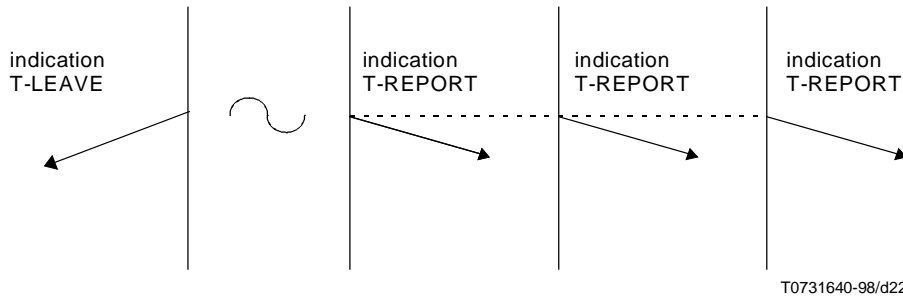 indication
T-LEAVE
indication
T-REPORT
indication
T-REPORT
indication
T-REPORT
T0731640-98/d22